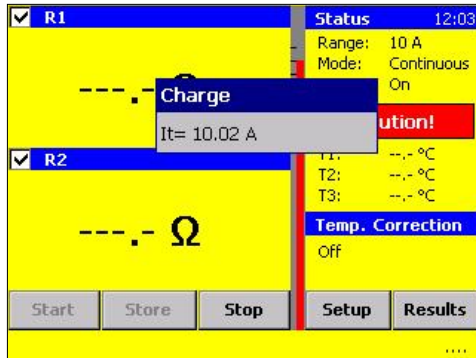 R1
---.- Ω
Charge
It= 10.02 A
R2
---.- Ω
Start Store Stop
Status 12:03
Range: 10 A
Mode: Continuous
On
ution!
T1: --.- °C
T2: --.- °C
T3: --.- °C
Temp. Correction
Off
Setup Results
....